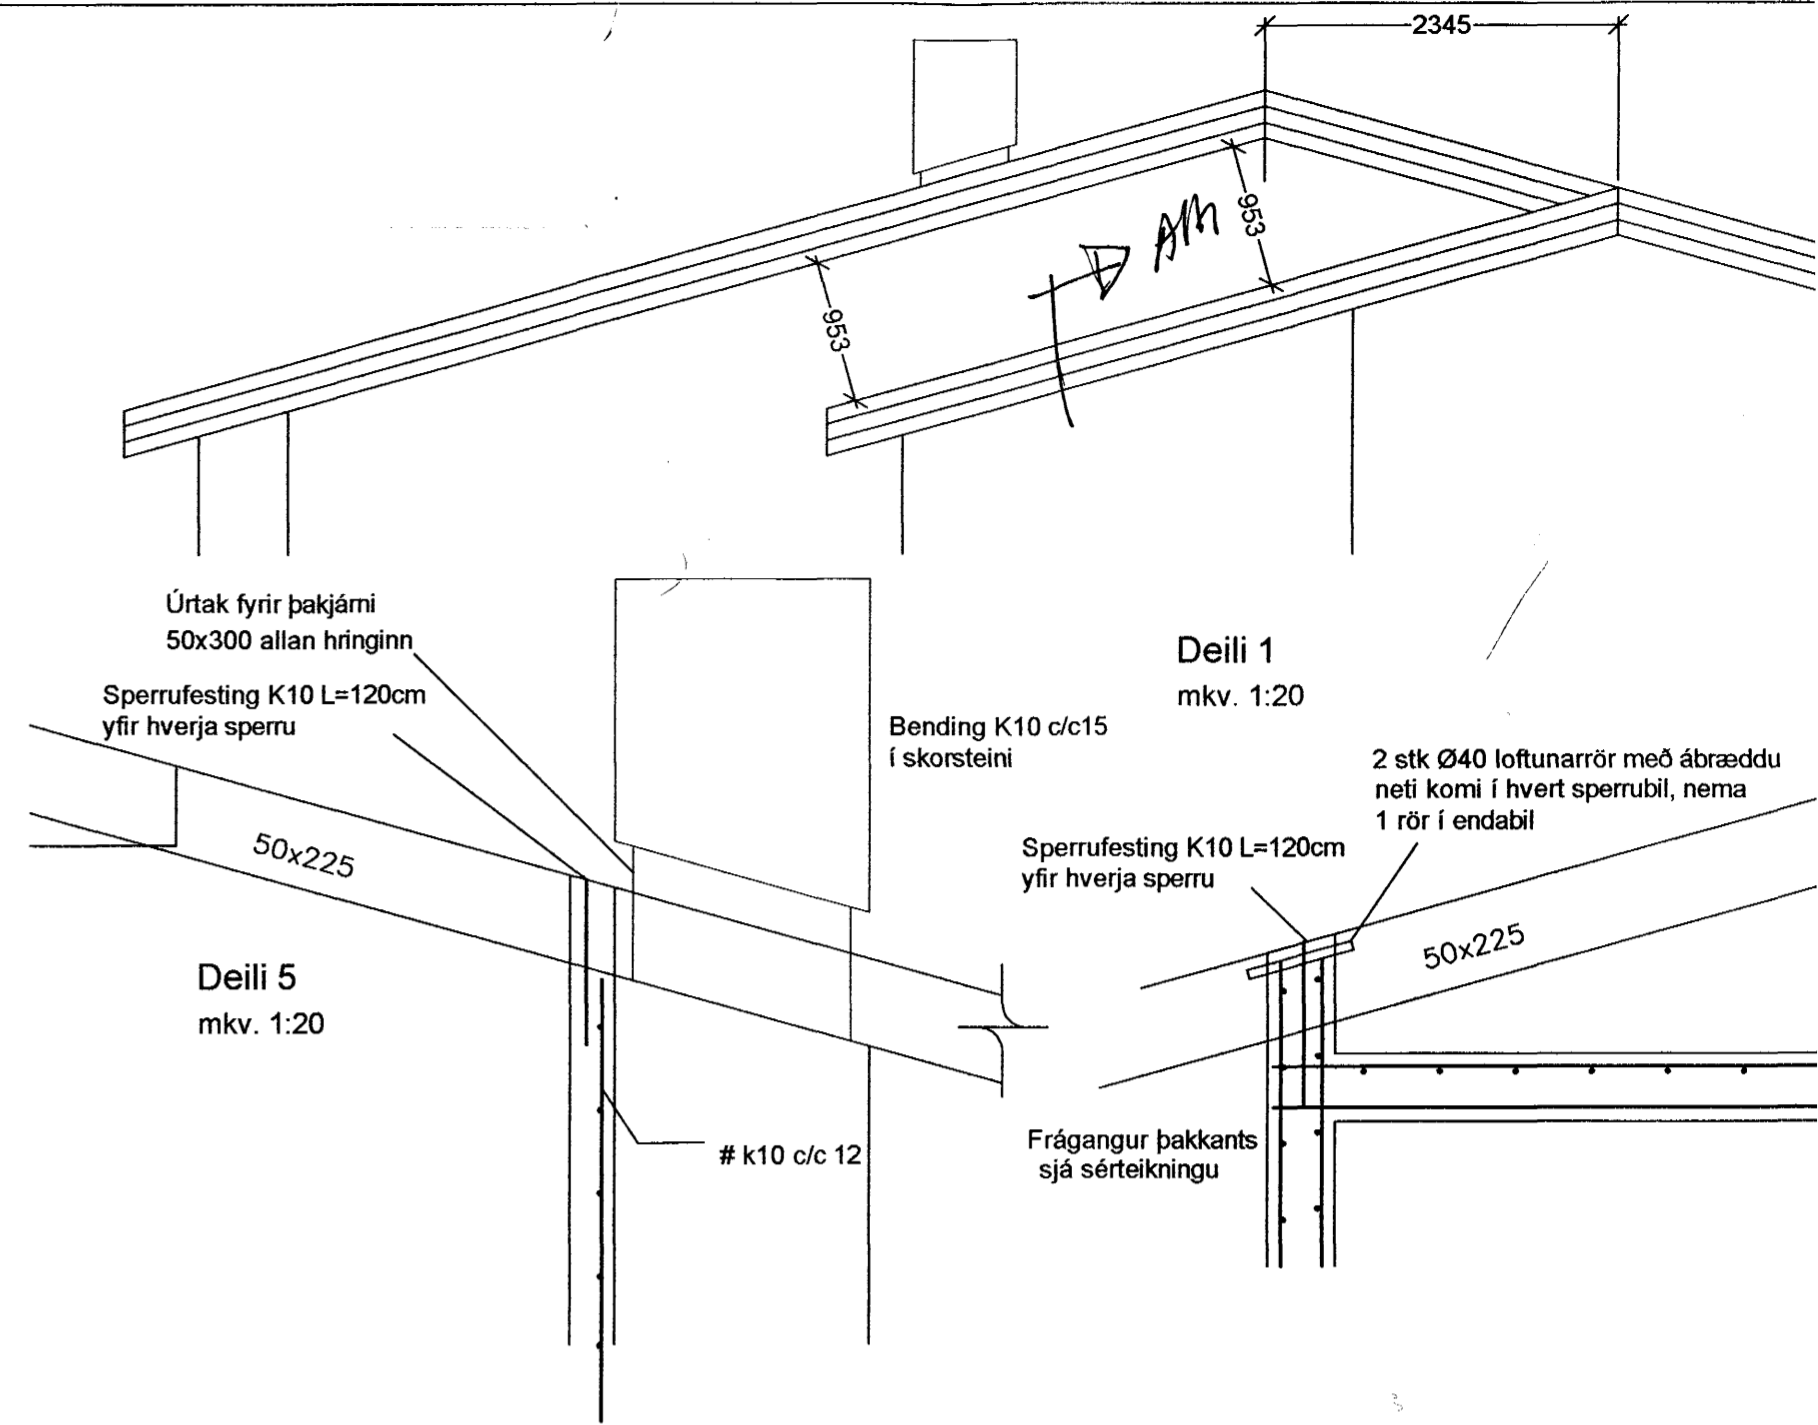 2345
953
953
Úrtak fyrir þakjárni
50x300 allan hringinn
Sperrufesting K10 L=120cm
yfir hverja sperru
50x225
Deili 5
mkv. 1:20
Bending K10 c/c15
í skorsteini
# k10 c/c 12
Deili 1
mkv. 1:20
2 stk Ø40 loftunarrör með ábræddu
neti komi í hvert sperrubil, nema
1 rör í endabil
Sperrufesting K10 L=120cm
yfir hverja sperru
50x225
Frágangur þakkants
sjá sérteikningu